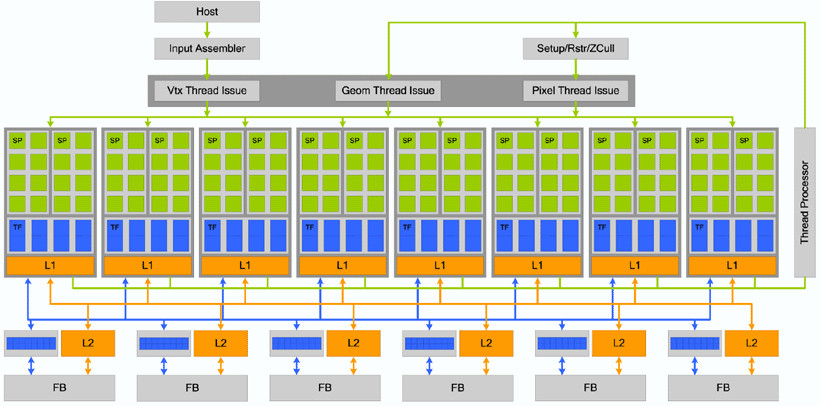 Host
Input Assembler
Setup/Rstr/ZCull
Vtx Thread Issue
Geom Thread Issue
Pixel Thread Issue
SP SP SP SP SP SP SP SP SP SP SP SP SP SP SP SP
Thread Processor
TF TF TF TF TF TF TF TF
L1 L1 L1 L1 L1 L1 L1 L1
L2 L2 L2 L2 L2 L2
FB FB FB FB FB FB